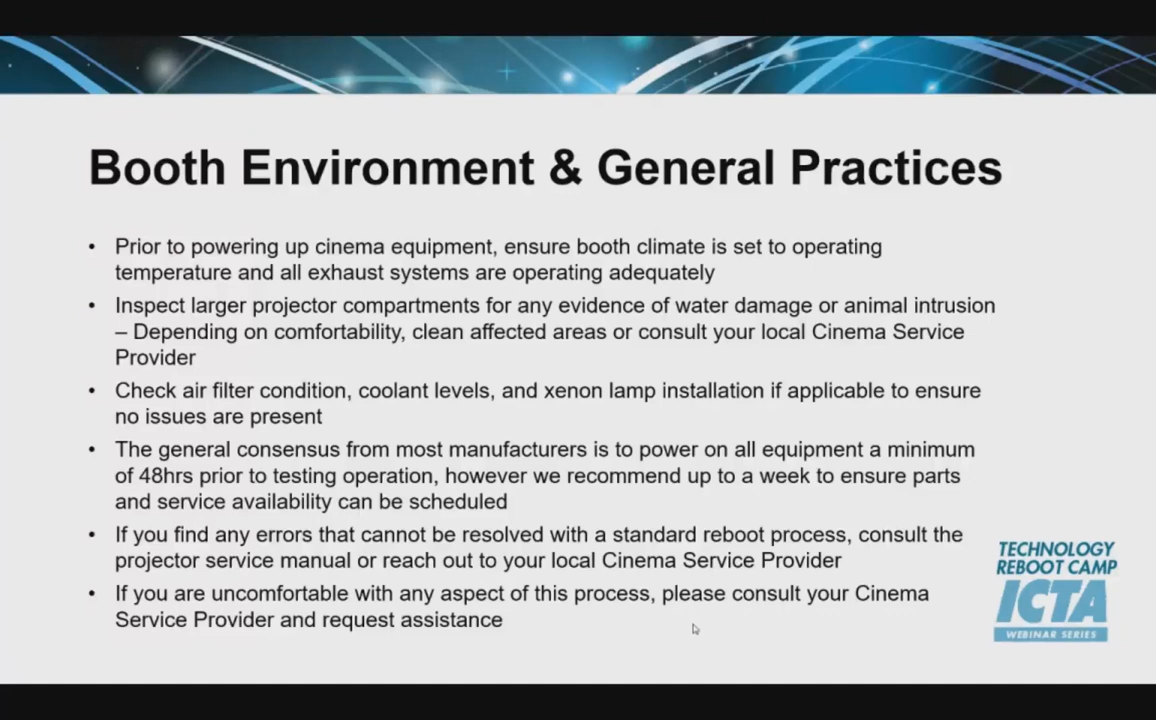 Booth Environment & General Practices
• Prior to powering up cinema equipment, ensure booth climate is set to operating
temperature and all exhaust systems are operating adequately
• Inspect larger projector compartments for any evidence of water damage or animal intrusion
– Depending on comfortability, clean affected areas or consult your local Cinema Service
Provider
• Check air filter condition, coolant levels, and xenon lamp installation if applicable to ensure
no issues are present
• The general consensus from most manufacturers is to power on all equipment a minimum
of 48hrs prior to testing operation, however we recommend up to a week to ensure parts
and service availability can be scheduled
• If you find any errors that cannot be resolved with a standard reboot process, consult the
projector service manual or reach out to your local Cinema Service Provider
• If you are uncomfortable with any aspect of this process, please consult your Cinema
Service Provider and request assistance
TECHNOLOGY
REBOOT CAMP
ICTA
WEBINAR SERIES